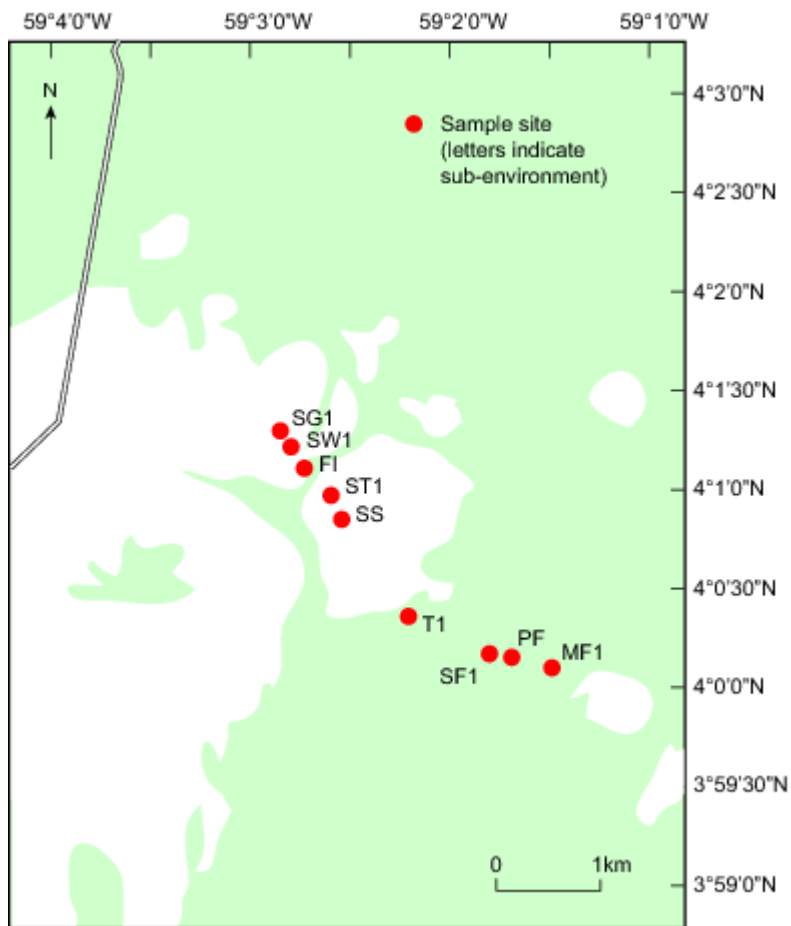 59°4’0”W 59°3’0”W 59°2’0”W 59°1’0”W
N
Sample site
(letters indicate
sub-environment)
4°3’0”N
4°2’30”N
4°2’0”N
4°1’30”N
4°1’0”N
4°0’30”N
4°0’0”N
3°59’30”N
3°59’0”N
SG1
SW1
FI
ST1
SS
T1
SF1
PF
MF1
0 1km